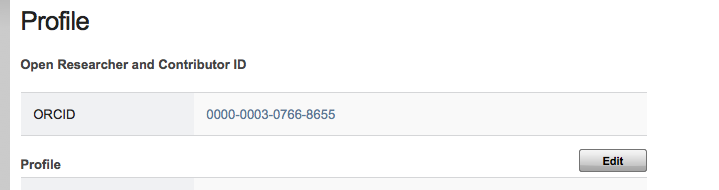 Profile
Open Researcher and Contributor ID
ORCID 0000-0003-0766-8655
Profile Edit